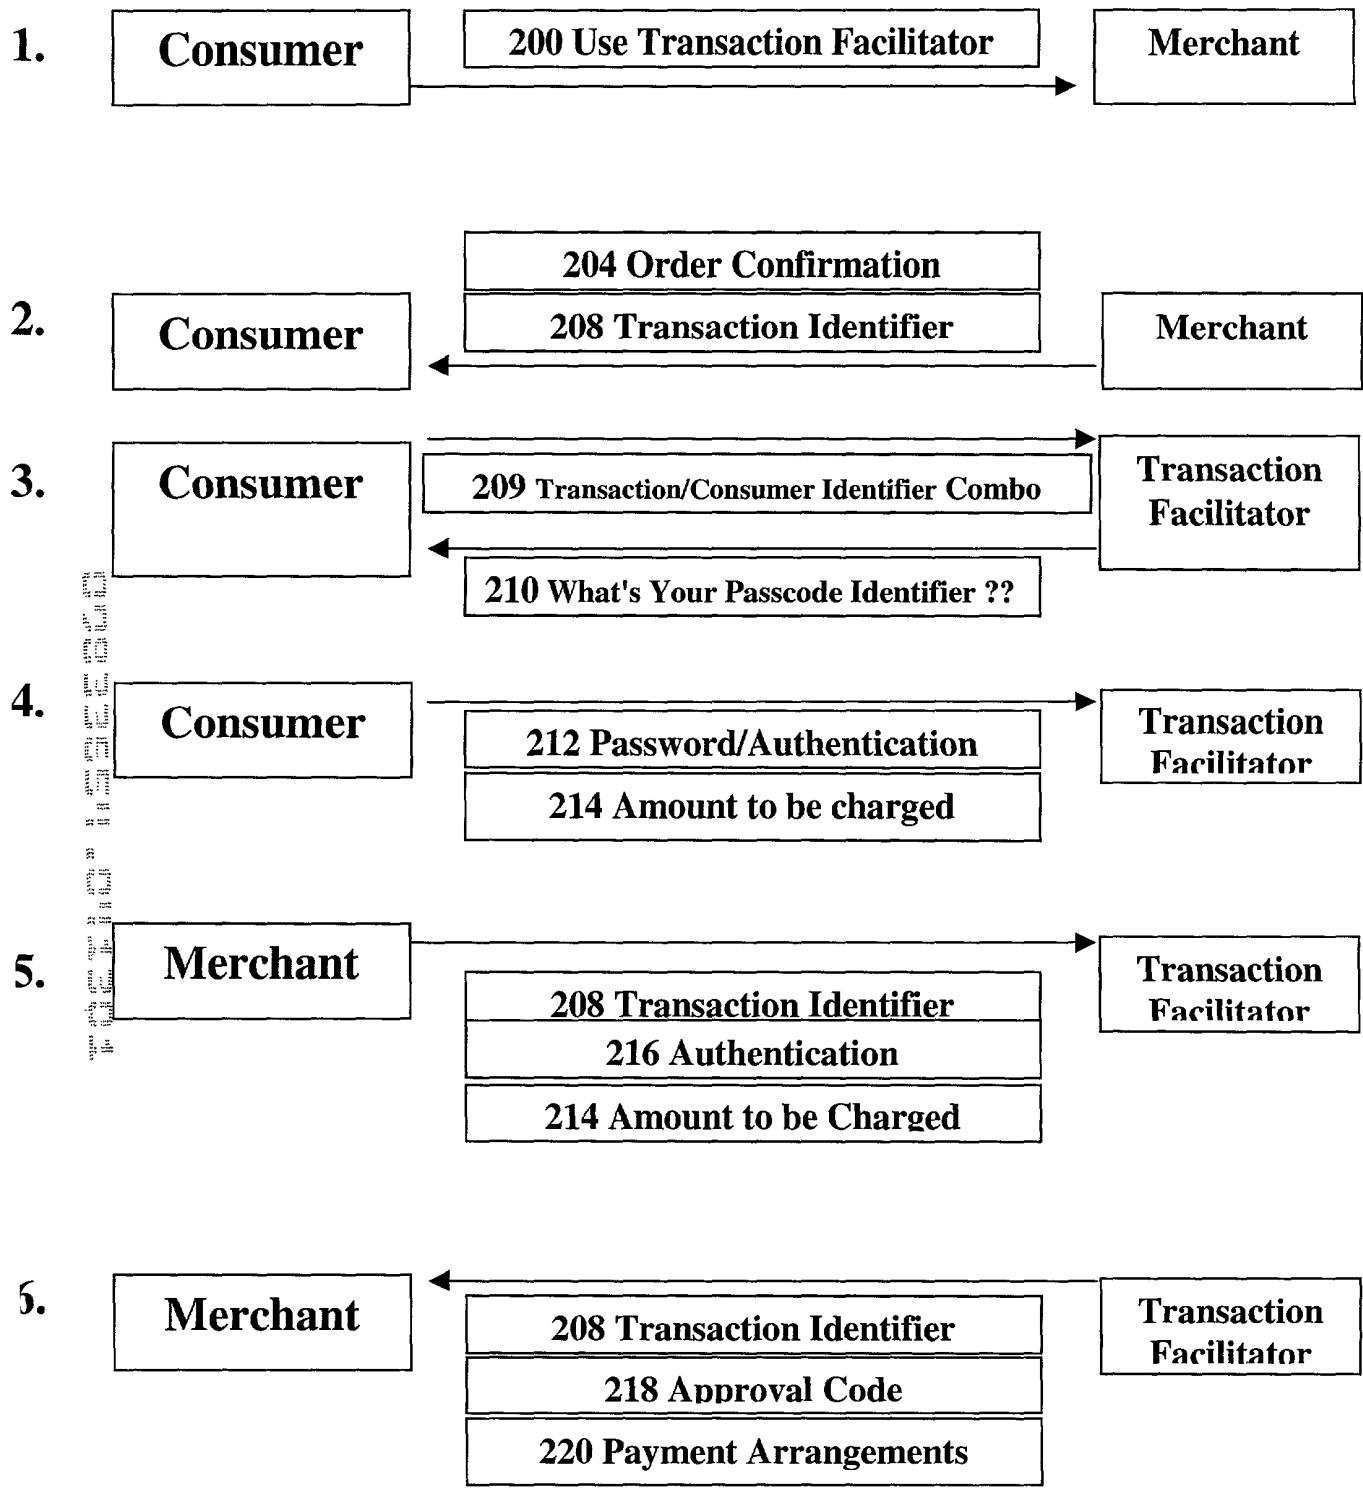 1.
Consumer
200 Use Transaction Facilitator
Merchant
2.
Consumer
204 Order Confirmation
208 Transaction Identifier
Merchant
3.
Consumer
209 Transaction/Consumer Identifier Combo
210 What's Your Passcode Identifier ??
Transaction
Facilitator
4.
Consumer
212 Password/Authentication
214 Amount to be charged
Transaction
Facilitator
5.
Merchant
208 Transaction Identifier
216 Authentication
214 Amount to be Charged
Transaction
Facilitator
6.
Merchant
208 Transaction Identifier
218 Approval Code
220 Payment Arrangements
Transaction
Facilitator